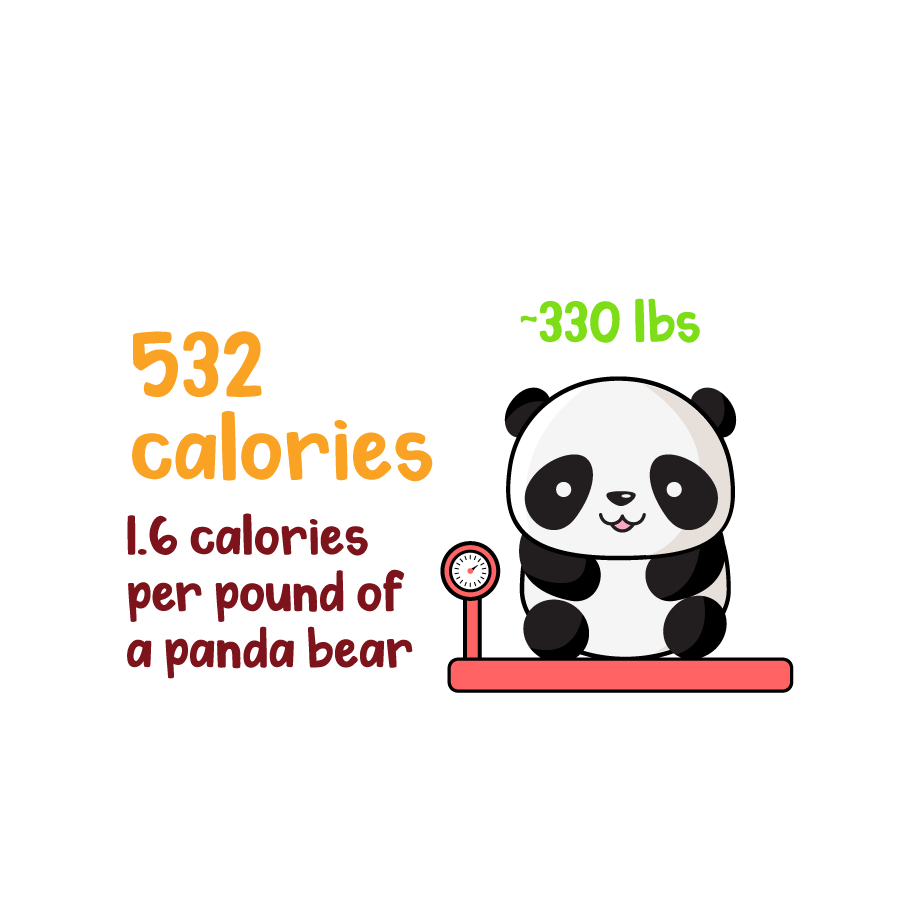 ~330 lbs
532
calories
1.6 calories
per pound of
a panda bear